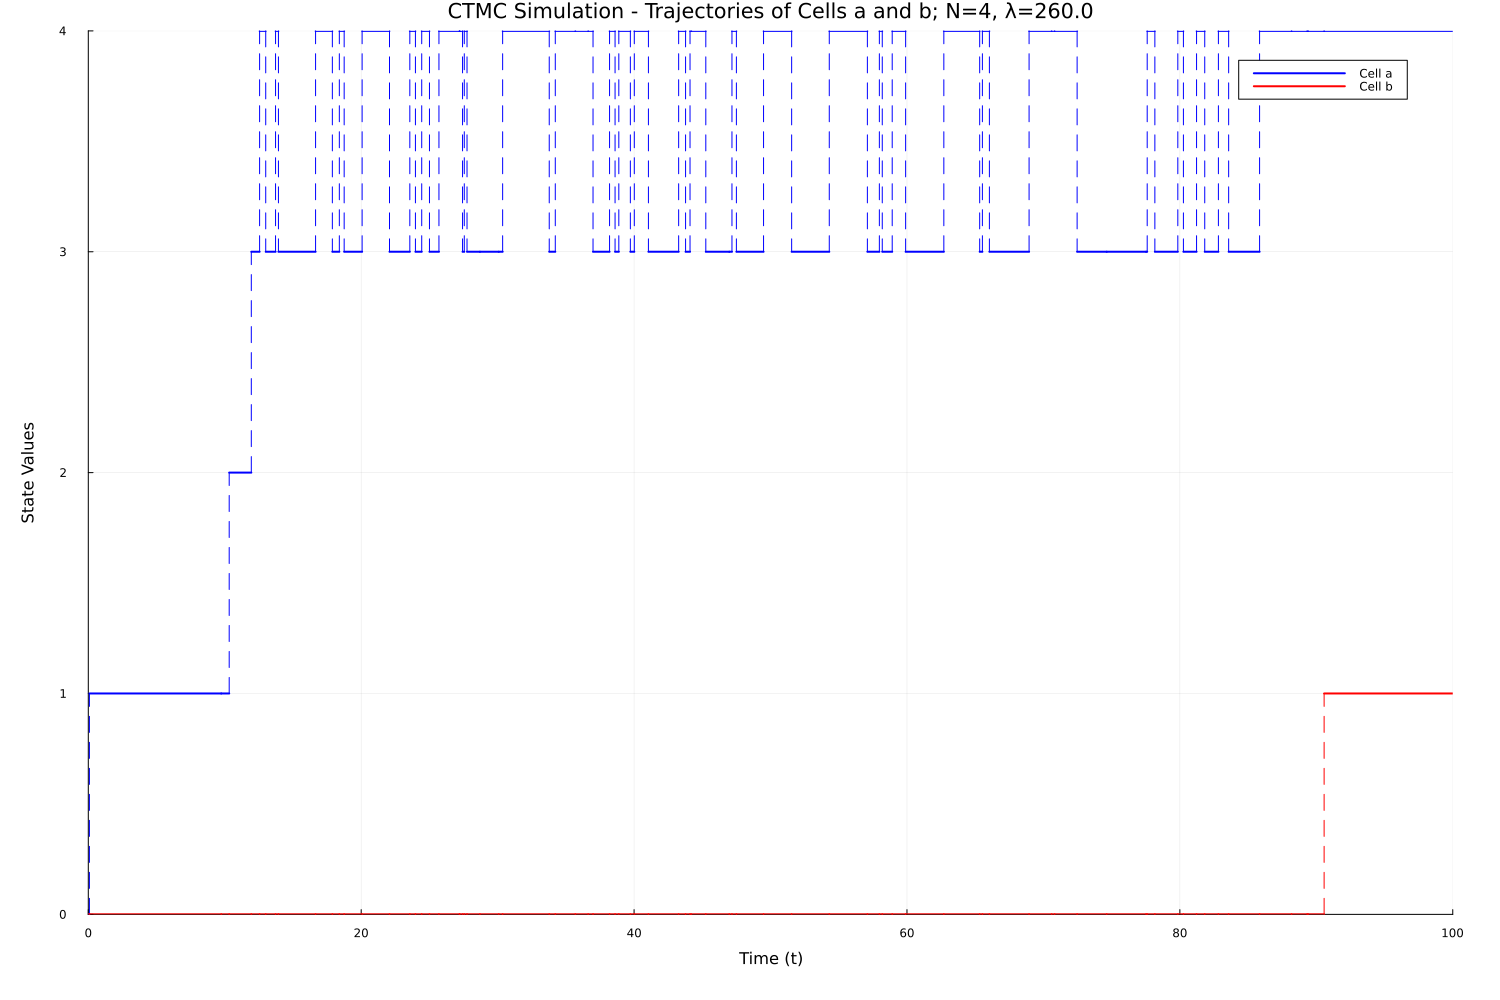 CTMC Simulation - Trajectories of Cells a and b; N=4, λ=260.0
4
Cell a
Cell b
3
State Values
2
1
0
0 20 40 60 80 100
Time (t)